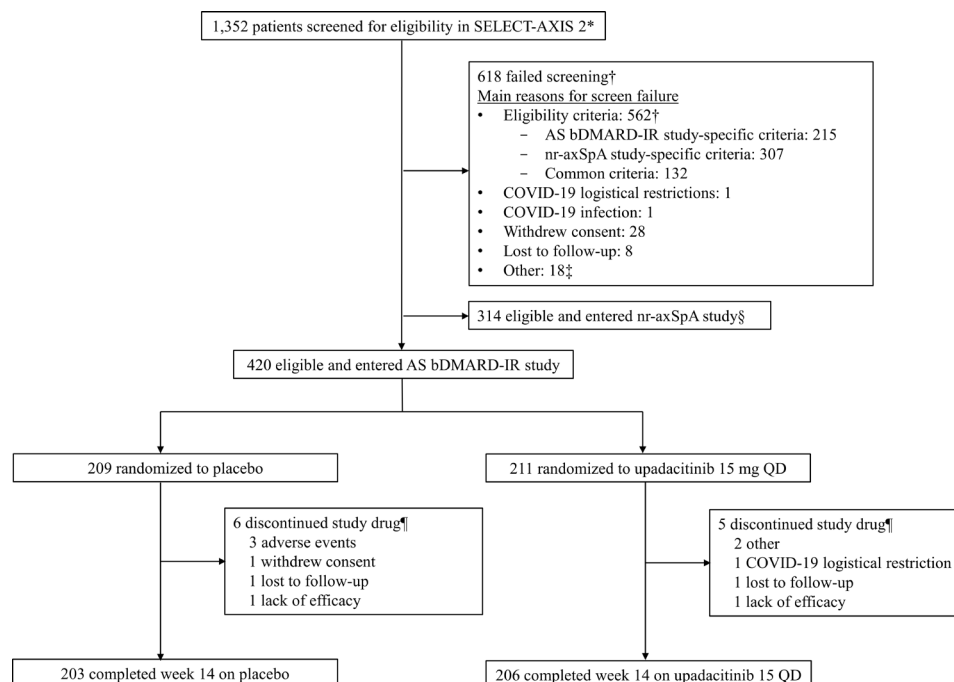 1,352 patients screened for eligibility in SELECT-AXIS 2*
618 failed screening†
Main reasons for screen failure
• Eligibility criteria: 562†
− AS bDMARD-IR study-specific criteria: 215
− nr-axSpA study-specific criteria: 307
− Common criteria: 132
• COVID-19 logistical restrictions: 1
• COVID-19 infection: 1
• Withdrew consent: 28
• Lost to follow-up: 8
• Other: 18‡
314 eligible and entered nr-axSpA study§
420 eligible and entered AS bDMARD-IR study
209 randomized to placebo
211 randomized to upadacitinib 15 mg QD
6 discontinued study drug¶
3 adverse events
1 withdrew consent
1 lost to follow-up
1 lack of efficacy
5 discontinued study drug¶
2 other
1 COVID-19 logistical restriction
1 lost to follow-up
1 lack of efficacy
203 completed week 14 on placebo
206 completed week 14 on upadacitinib 15 QD